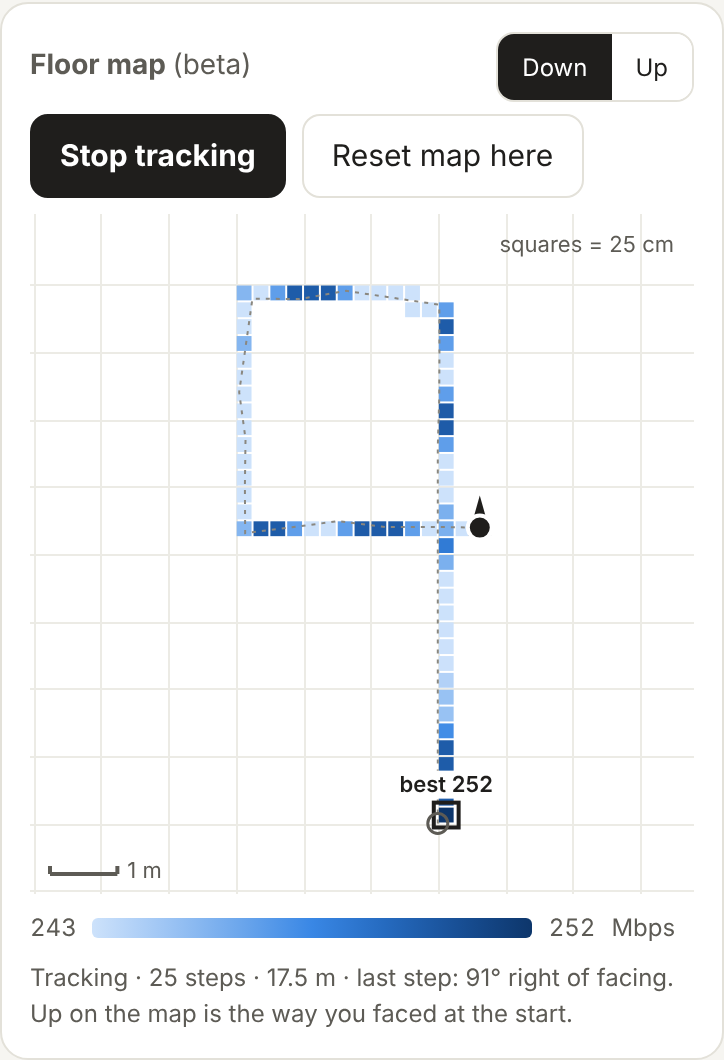 Floor map (beta)
Down
Up
Stop tracking
Reset map here
squares = 25 cm
best 252
1 m
243
252 Mbps
Tracking · 25 steps · 17.5 m · last step: 91° right of facing.
Up on the map is the way you faced at the start.